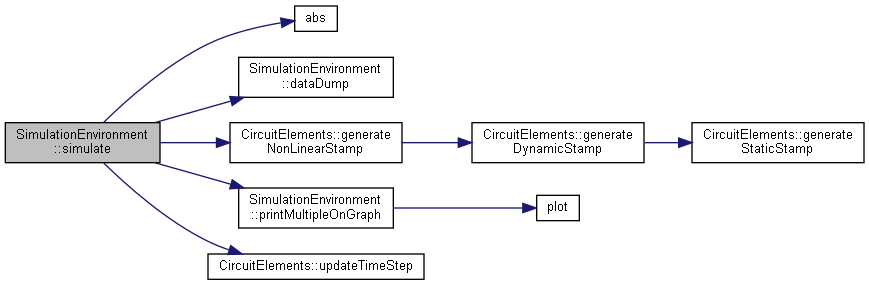 abs
SimulationEnvironment
::dataDump
SimulationEnvironment
::simulate
CircuitElements::generate
NonLinearStamp
CircuitElements::generate
DynamicStamp
CircuitElements::generate
StaticStamp
SimulationEnvironment
::printMultipleOnGraph
plot
CircuitElements::updateTimeStep